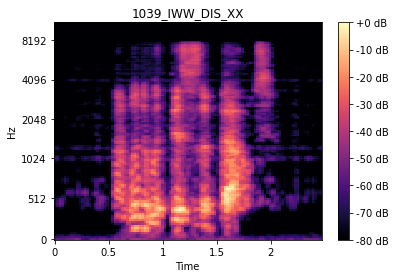 1039_IWW_DIS_XX
+0 dB
8192
-10 dB
4096
-20 dB
-30 dB
2048
Hz
-40 dB
1024
-50 dB
512
-60 dB
-70 dB
0
-80 dB
0 0.5 1 1.5 2
Time